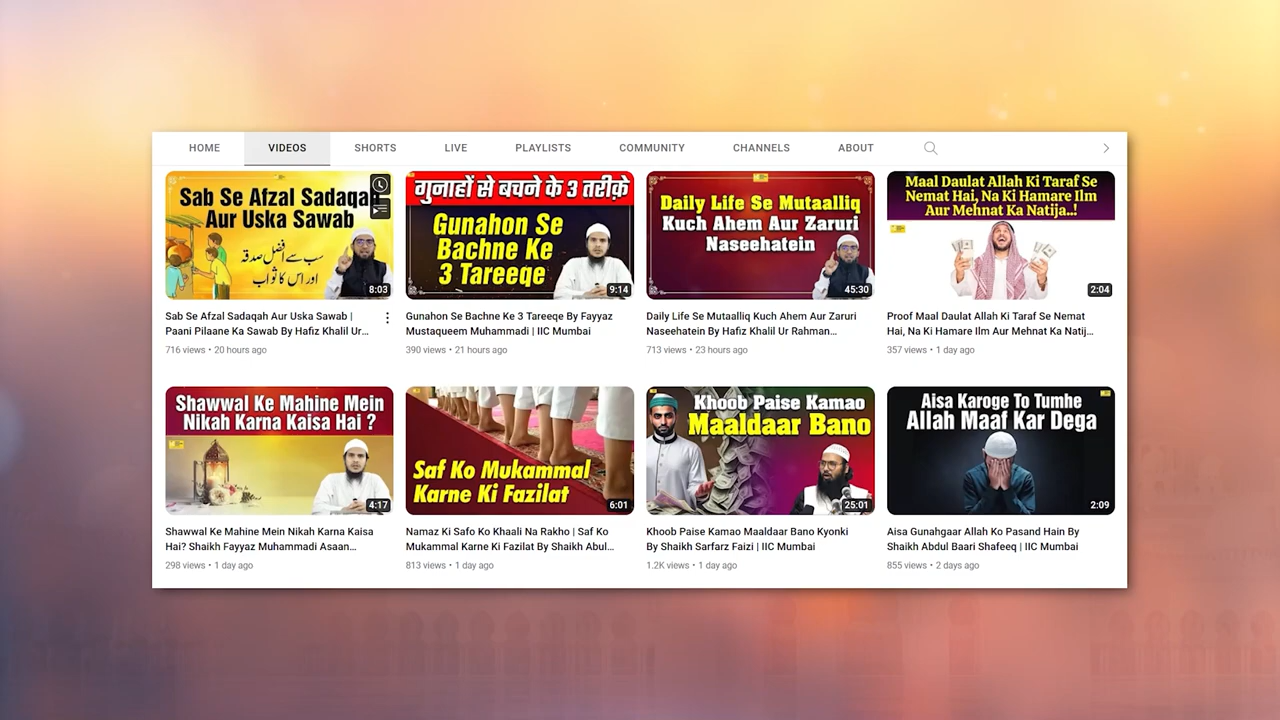 HOME VIDEOS SHORTS LIVE PLAYLISTS COMMUNITY CHANNELS ABOUT
Sab Se Afzal Sadaqah
Aur Uska Sawab
سب سے افضل صدقہ
اور اس کا ثواب
8:03
Sab Se Afzal Sadaqah Aur Uska Sawab |
Paani Pilaane Ka Sawab By Hafiz Khalil Ur...
716 views • 20 hours ago
गुनाहों से बचने के 3 तरीक़े
Gunahon Se
Bachne Ke
3 Tareeqe
9:14
Gunahon Se Bachne Ke 3 Tareeqe By Fayyaz
Mustaqueem Muhammadi | IIC Mumbai
390 views • 21 hours ago
Daily Life Se Mutaalliq
Kuch Ahem Aur Zaruri
Naseehatein
45:30
Daily Life Se Mutaalliq Kuch Ahem Aur Zaruri
Naseehatein By Hafiz Khalil Ur Rahman...
713 views • 23 hours ago
Maal Daulat Allah Ki Taraf Se
Nemat Hai, Na Ki Hamare Ilm
Aur Mehnat Ka Natija..!
2:04
Proof Maal Daulat Allah Ki Taraf Se Nemat
Hai, Na Ki Hamare Ilm Aur Mehnat Ka Natij...
357 views • 1 day ago
Shawwal Ke Mahine Mein
Nikah Karna Kaisa Hai ?
4:17
Shawwal Ke Mahine Mein Nikah Karna Kaisa
Hai? Shaikh Fayyaz Muhammadi Asaan...
298 views • 1 day ago
Saf Ko Mukammal
Karne Ki Fazilat
6:01
Namaz Ki Safo Ko Khaali Na Rakho | Saf Ko
Mukammal Karne Ki Fazilat By Shaikh Abul...
813 views • 1 day ago
Khoob Paise Kamao
Maaldaar Bano
25:01
Khoob Paise Kamao Maaldaar Bano Kyonki
By Shaikh Sarfarz Faizi | IIC Mumbai
1.2K views • 1 day ago
Aisa Karoge To Tumhe
Allah Maaf Kar Dega
2:09
Aisa Gunahgaar Allah Ko Pasand Hain By
Shaikh Abdul Baari Shafeeq | IIC Mumbai
855 views • 2 days ago